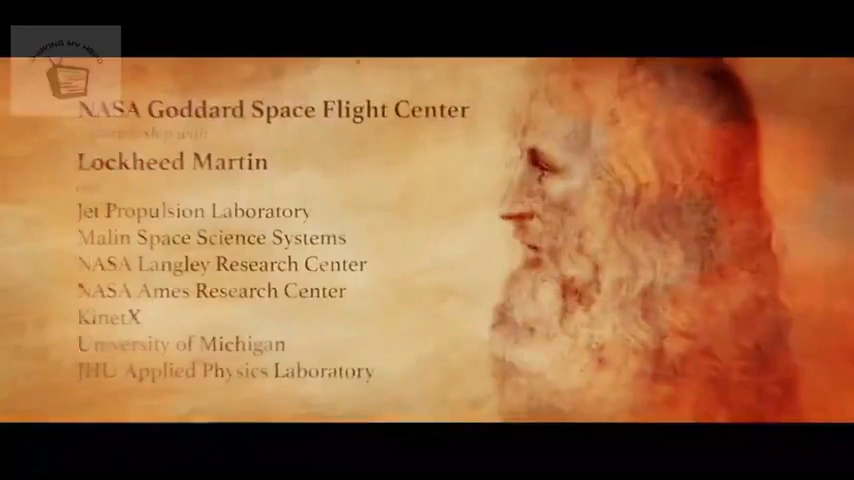 NASA Goddard Space Flight Center
Lockheed Martin
Jet Propulsion Laboratory
Malin Space Science Systems
NASA Langley Research Center
NASA Ames Research Center
KinetX
University of Michigan
JHU Applied Physics Laboratory